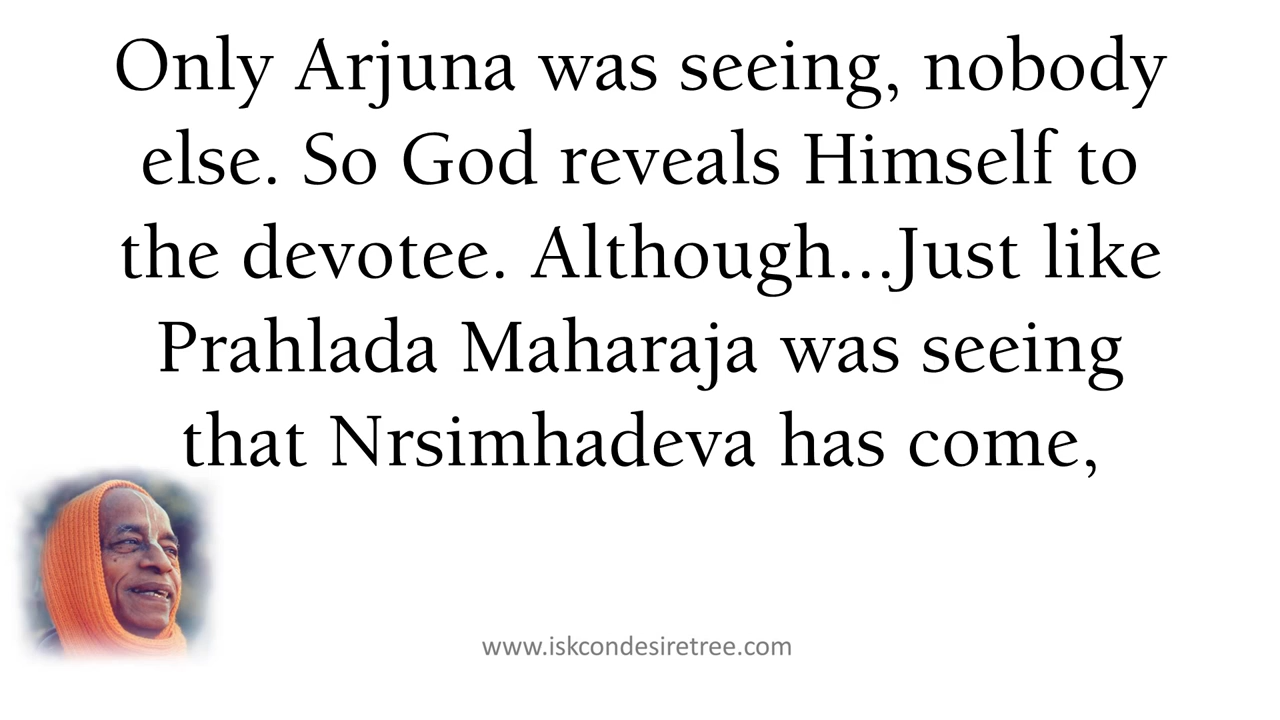 Only Arjuna was seeing, nobody
else. So God reveals Himself to
the devotee. Although...Just like
Prahlada Maharaja was seeing
that Nrsimhadeva has come,
www.iskcondesiretree.com